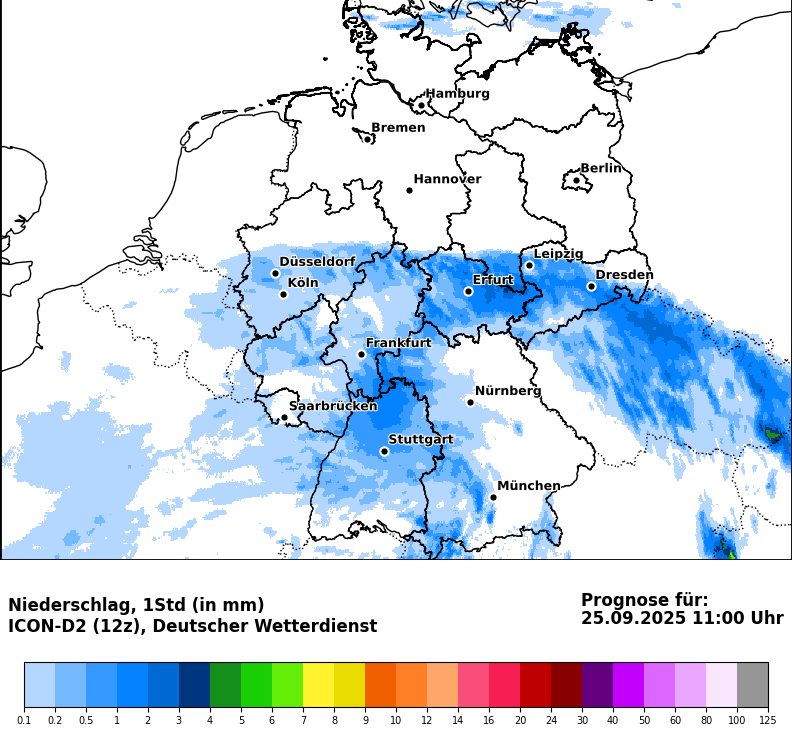 Hamburg
Bremen
Berlin
Hannover
Leipzig
Düsseldorf
Dresden
Köln
Erfurt
Frankfurt
Nürnberg
Saarbrücken
Stuttgart
München
Niederschlag, 1Std (in mm)
ICON-D2 (12z), Deutscher Wetterdienst
Prognose für:
25.09.2025 11:00 Uhr
0.1 0.2 0.5 1 2 3 4 5 6 7 8 9 10 12 14 16 20 24 30 40 50 60 80 100 125